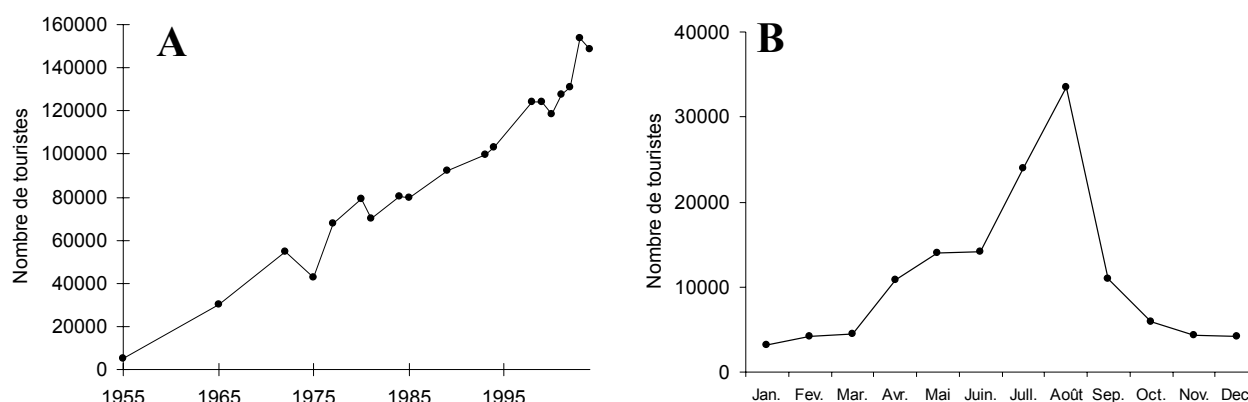 A
Nombre de touristes
160000
140000
120000
100000
80000
60000
40000
20000
0
1955 1965 1975 1985 1995
B
Nombre de touristes
40000
30000
20000
10000
0
Jan. Fev. Mar. Avr. Mai Juin. Jull. Août Sep. Oct. Nov. Dec